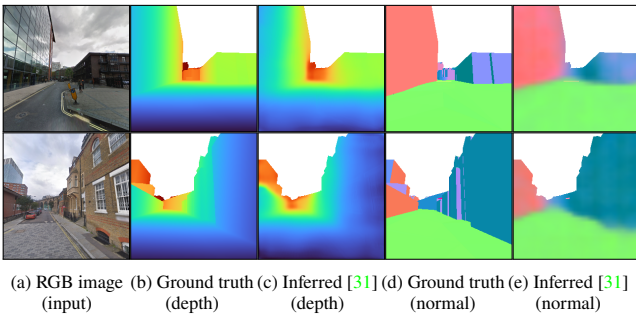 (a) RGB image (b) Ground truth (c) Inferred [31] (d) Ground truth (e) Inferred [31]
(input) (depth) (depth) (normal) (normal)